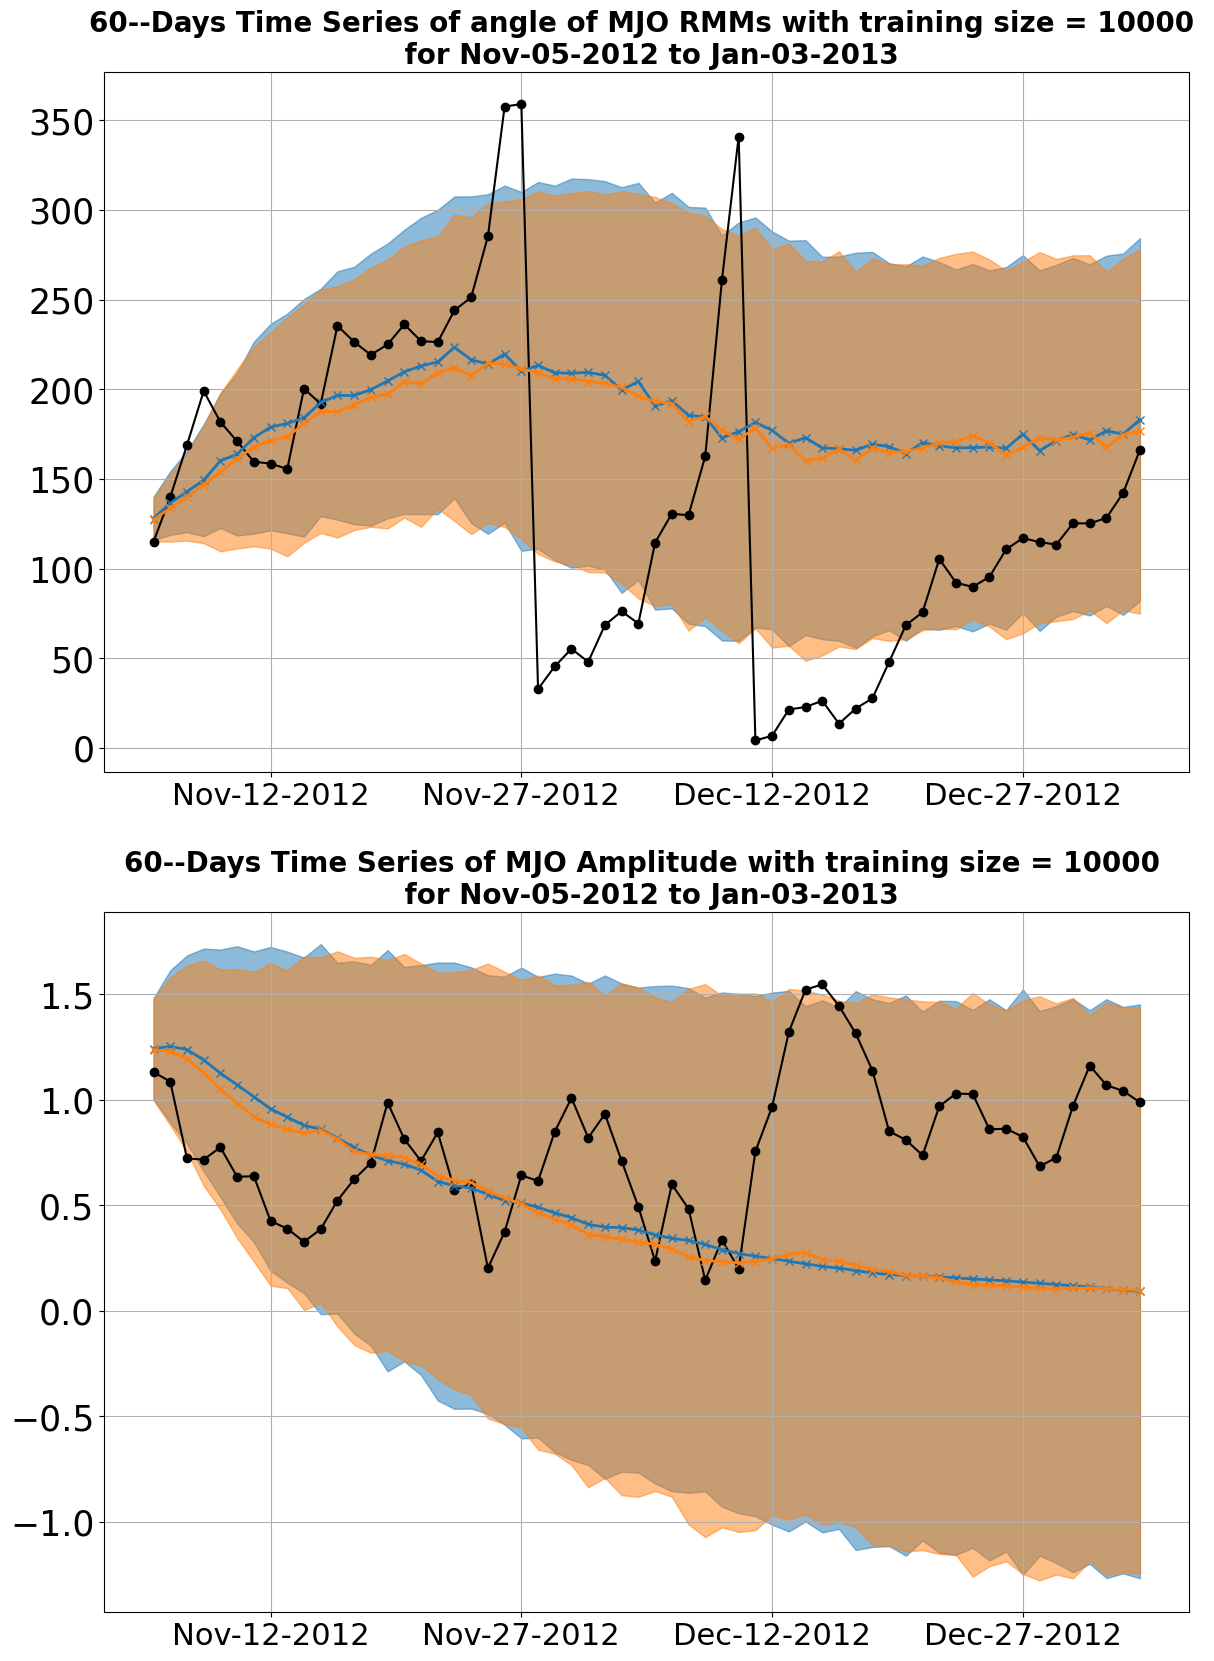 60--Days Time Series of angle of MJO RMMs with training size = 10000
for Nov-05-2012 to Jan-03-2013
350
300
250
200
150
100
50
0
Nov-12-2012 Nov-27-2012 Dec-12-2012 Dec-27-2012
60--Days Time Series of MJO Amplitude with training size = 10000
for Nov-05-2012 to Jan-03-2013
1.5
1.0
0.5
0.0
−0.5
−1.0
Nov-12-2012 Nov-27-2012 Dec-12-2012 Dec-27-2012